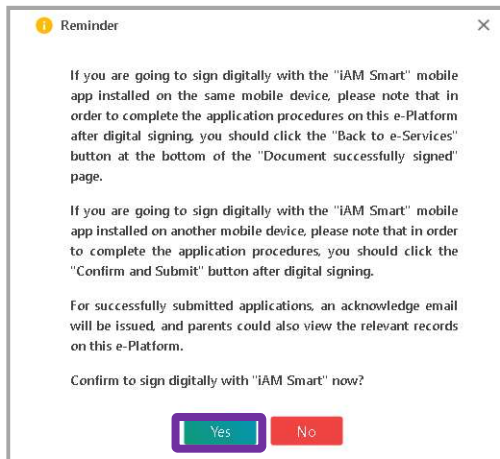 Reminder
If you are going to sign digitally with the "iAM Smart" mobile
app installed on the same mobile device, please note that in
order to complete the application procedures on this e-Platform
after digital signing, you should click the "Back to e-Services"
button at the bottom of the "Document successfully signed"
page.
If you are going to sign digitally with the "iAM Smart" mobile
app installed on another mobile device, please note that in order
to complete the application procedures, you should click the
"Confirm and Submit" button after digital signing.
For successfully submitted applications, an acknowledge email
will be issued, and parents could also view the relevant records
on this e-Platform.
Confirm to sign digitally with "iAM Smart" now?
Yes No